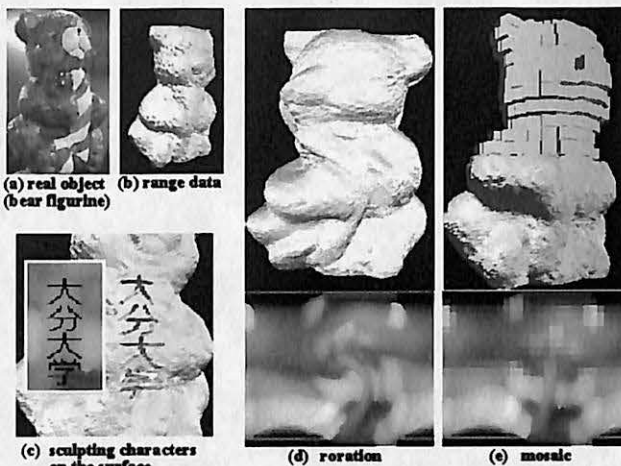 (a) real object
(bear figurine)
(b) range data
大分大学
大分大学
(c) sculpting characters
on the surface
(d) roration
(e) mosaic